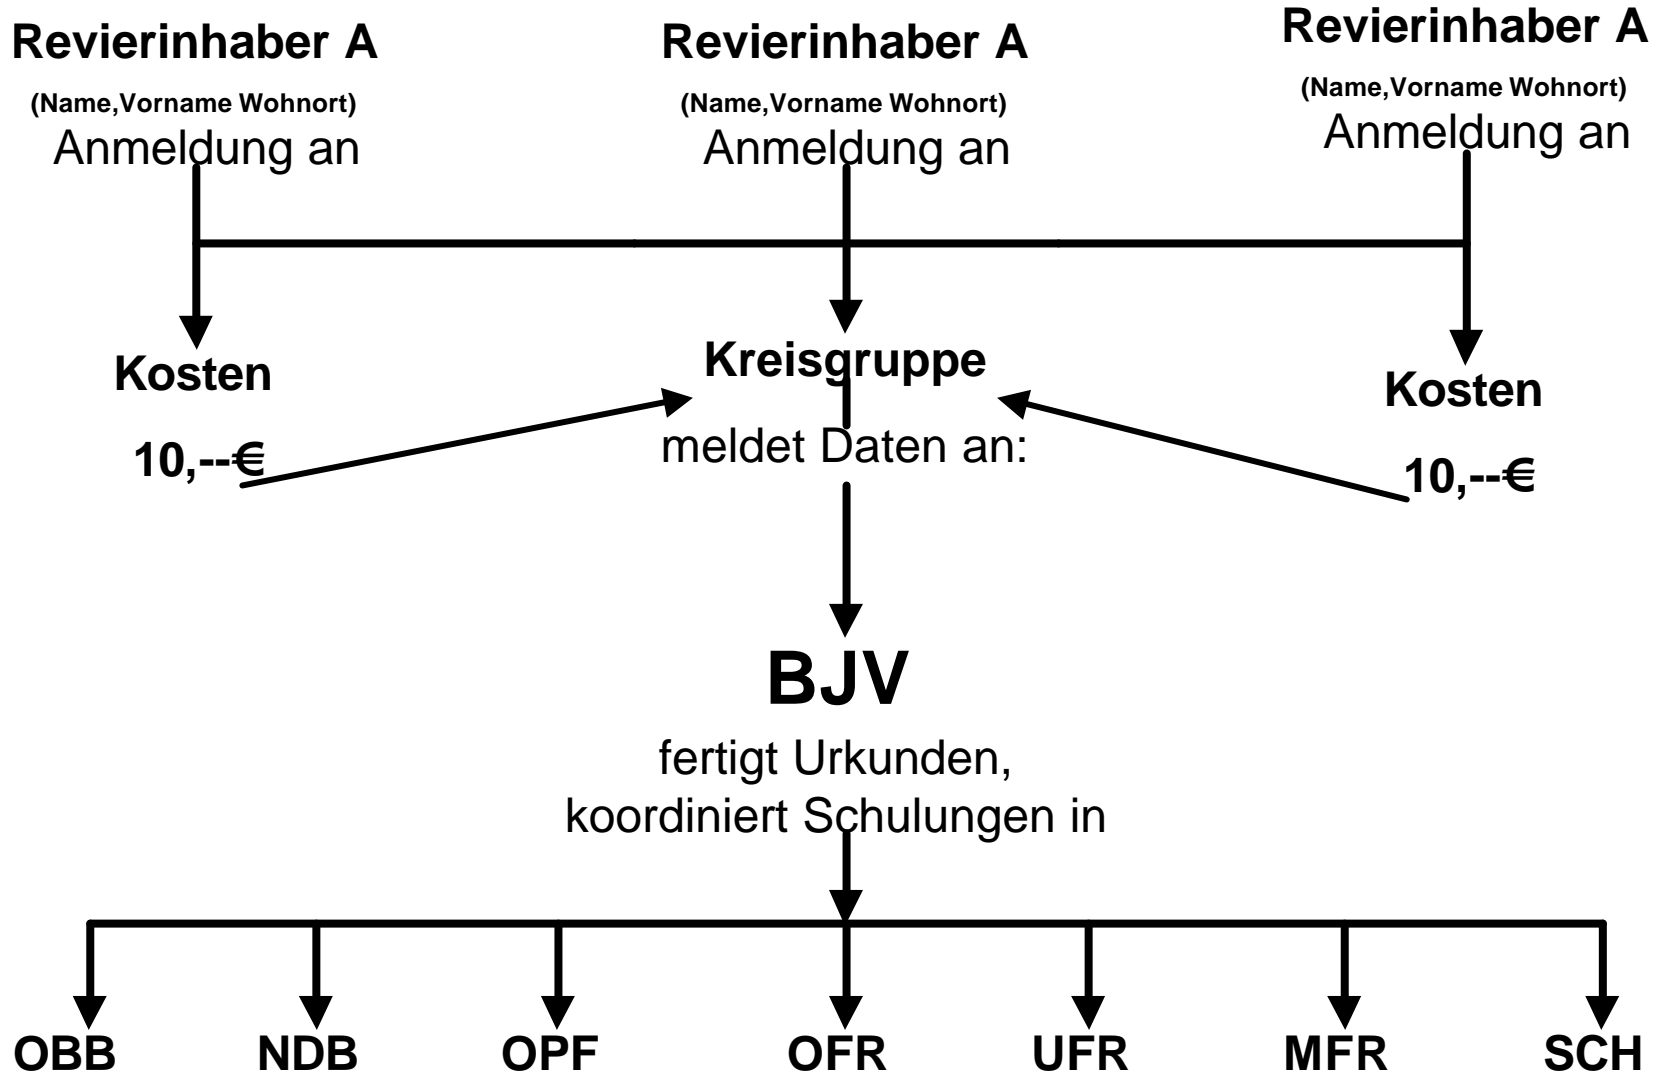 Revierinhaber A
(Name,Vorname Wohnort)
Anmeldung an
Revierinhaber A
(Name,Vorname Wohnort)
Anmeldung an
Revierinhaber A
(Name,Vorname Wohnort)
Anmeldung an
Kosten
10,--€
Kreisgruppe
meldet Daten an:
Kosten
10,--€
BJV
fertigt Urkunden,
koordiniert Schulungen in
OBB NDB OPF OFR UFR MFR SCH